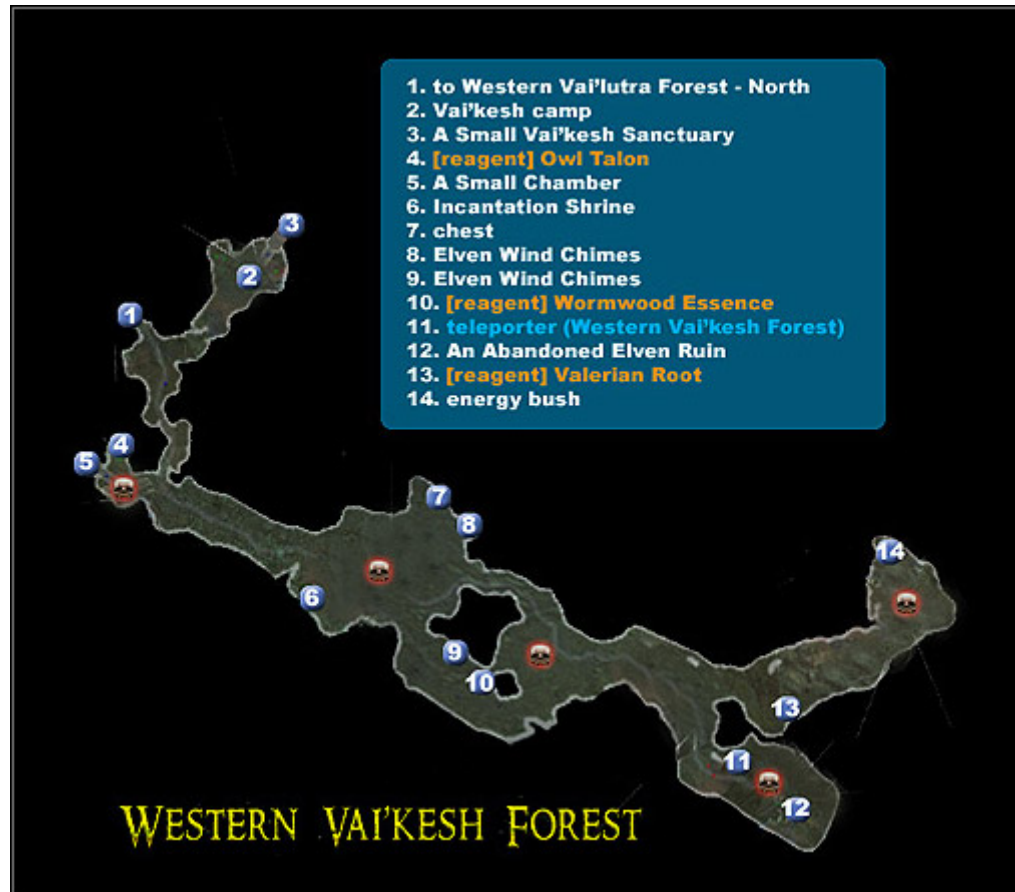 1. to Western Vai'lutra Forest - North
2. Vai'kesh camp
3. A Small Vai'kesh Sanctuary
4. [reagent] Owl Talon
5. A Small Chamber
6. Incantation Shrine
7. chest
8. Elven Wind Chimes
9. Elven Wind Chimes
10. [reagent] Wormwood Essence
11. teleporter (Western Vai'kesh Forest)
12. An Abandoned Elven Ruin
13. [reagent] Valerian Root
14. energy bush
3
2
1
4
5
7
8
14
6
9
10
13
11
12
WESTERN VAI'KESH FOREST